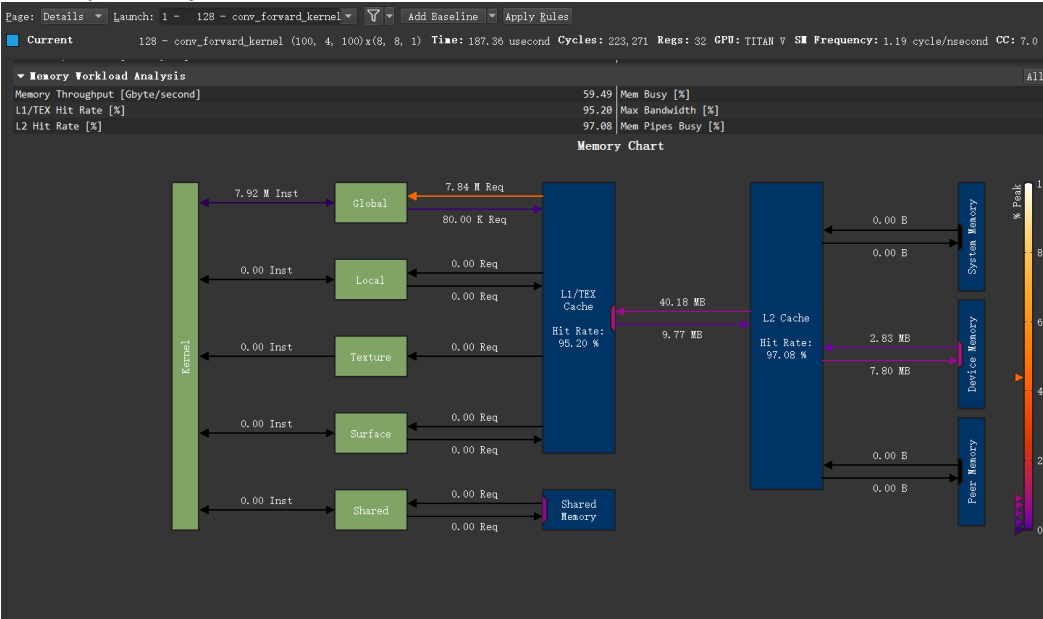 Page: Details Launch: 1 - 128 - conv_forward_kernel Add Baseline Apply Rules
Current 128 - conv_forward_kernel (100, 4, 100)x(8, 8, 1) Time: 187.36 usecond Cycles: 223,271 Regs: 32 GPU: TITAN V SM Frequency: 1.19 cycle/nsecond CC: 7.0
Memory Workload Analysis All
Memory Throughput [Gbyte/second] 59.49 Mem Busy [%]
L1/TEX Hit Rate [%] 95.20 Max Bandwidth [%]
L2 Hit Rate [%] 97.08 Mem Pipes Busy [%]
Memory Chart
Kernel
7.92 M Inst
Global
7.84 M Req
80.00 K Req
0.00 Inst
Local
0.00 Req
0.00 Req
0.00 Inst
Texture
0.00 Req
0.00 Inst
Surface
0.00 Req
0.00 Req
0.00 Inst
Shared
0.00 Req
0.00 Req
L1/TEX
Cache
Hit Rate:
95.20 %
Shared
Memory
40.18 MB
9.77 MB
L2 Cache
Hit Rate:
97.08 %
0.00 B
0.00 B
System Memory
2.83 MB
7.80 MB
Device Memory
0.00 B
0.00 B
Peer Memory
% Peak
1
8
6
4
2
0